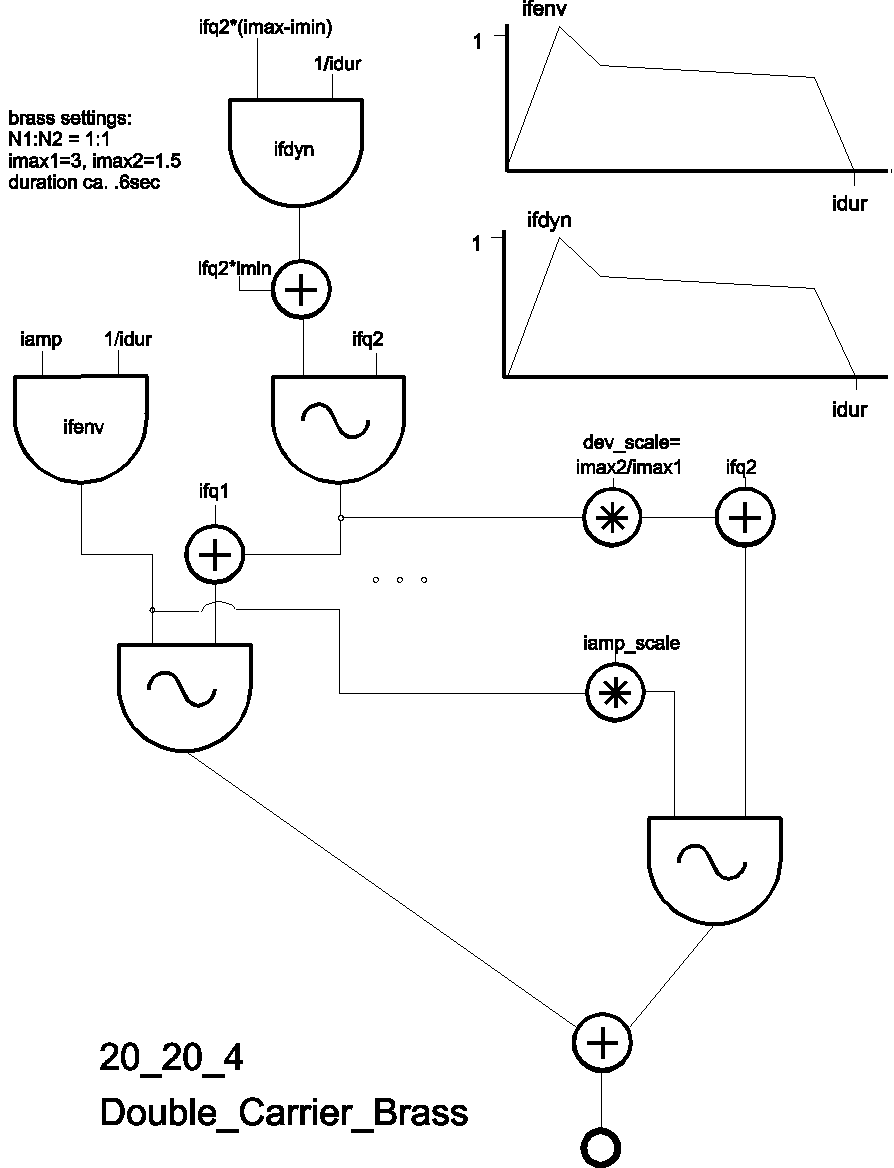 ifenv
ifq2*(imax-imin)
1
1/idur
brass settings:
N1:N2 = 1:1
imax1=3, imax2=1.5
duration ca. .6sec
ifdyn
idur
ifdyn
1
ifq2*imin
iamp
1/idur
ifq2
idur
ifenv
dev_scale=
imax2/imax1
ifq2
ifq1
iamp_scale
20_20_4
Double_Carrier_Brass